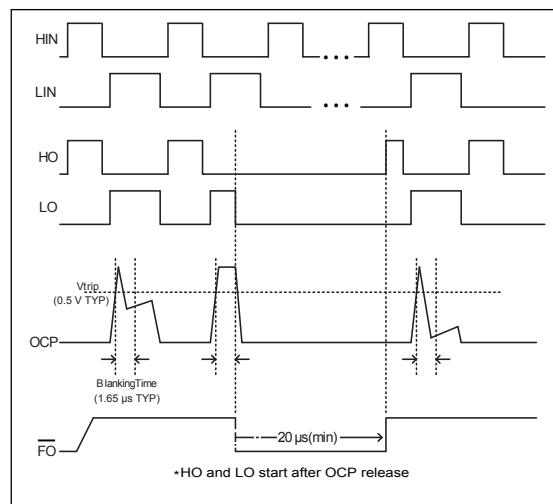 HIN
LIN
HO
LO
Vtrip
(0.5 V TYP)
OCP
BlankingTime
(1.65 µs TYP)
20 µs(min)
FO
*HO and LO start after OCP release